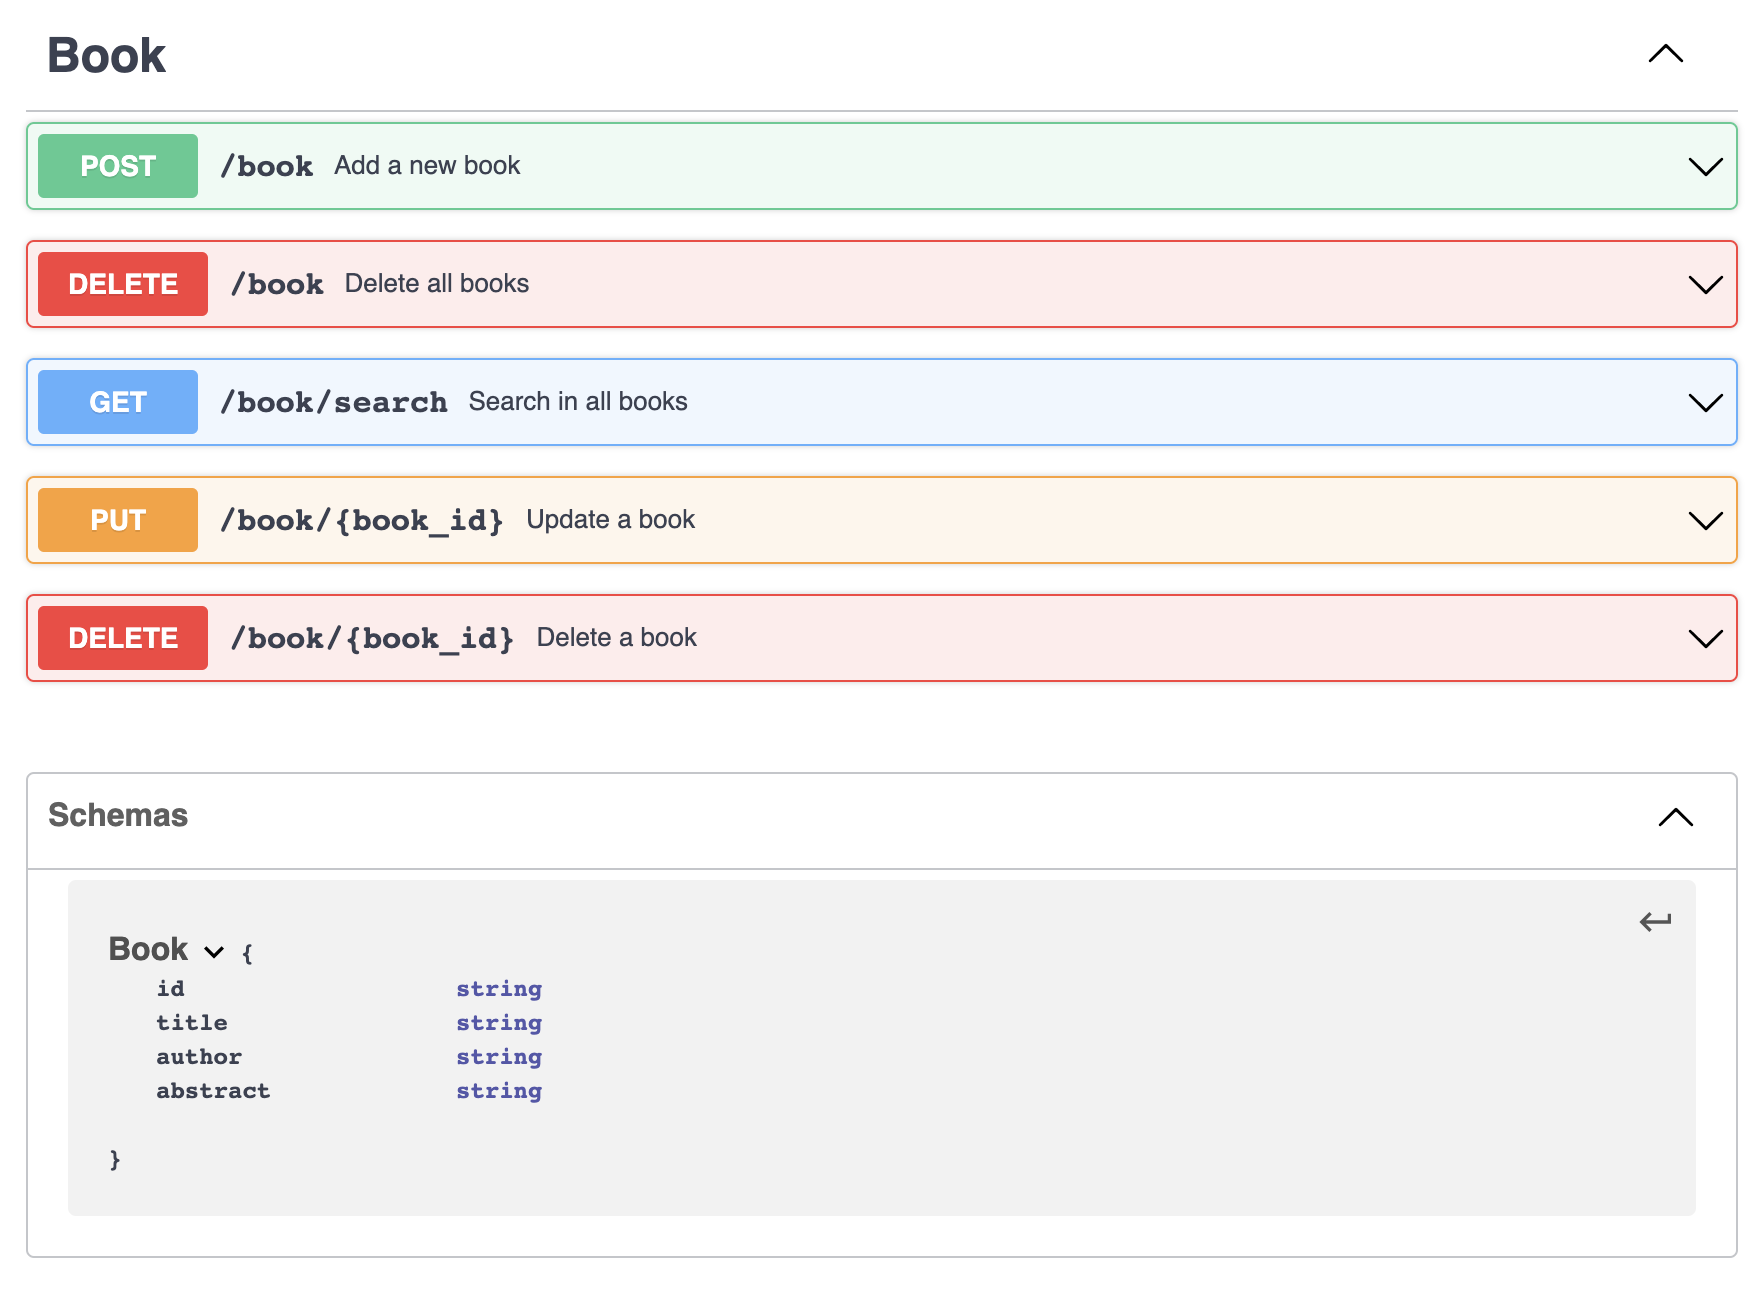 Book
POST /book Add a new book
DELETE /book Delete all books
GET /book/search Search in all books
PUT /book/{book_id} Update a book
DELETE /book/{book_id} Delete a book
Schemas
Book {
id string
title string
author string
abstract string
}